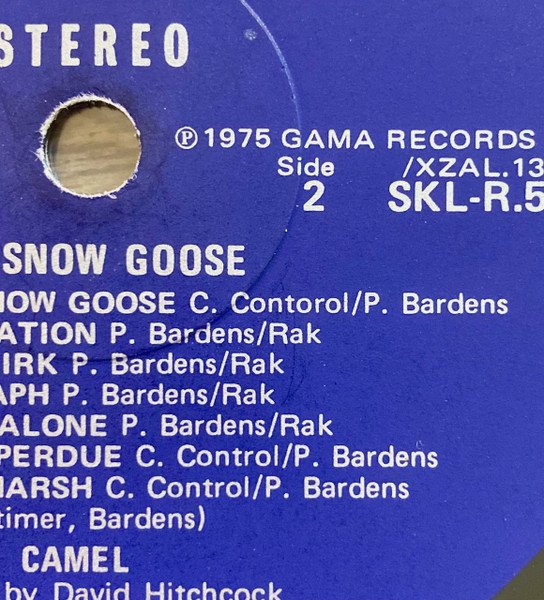 STEREO
Ⓟ 1975 GAMA RECORDS
Side /XZAL.13
2 SKL-R.5
SNOW GOOSE
NOW GOOSE C. Contorol/P. Bardens
ATION P. Bardens/Rak
IRK P. Bardens/Rak
APH P. Bardens/Rak
ALONE P. Bardens/Rak
PERDUE C. Control/P. Bardens
MARSH C. Control/P. Bardens
timer, Bardens)
CAMEL
by David Hitchcock